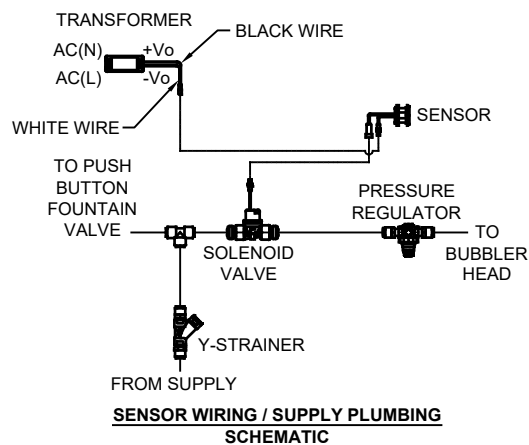 TRANSFORMER
AC(N) +Vo
BLACK WIRE
AC(L) -Vo
WHITE WIRE
SENSOR
TO PUSH
BUTTON
FOUNTAIN
VALVE
PRESSURE
REGULATOR
SOLENOID
VALVE
TO
BUBBLER
HEAD
Y-STRAINER
FROM SUPPLY
SENSOR WIRING / SUPPLY PLUMBING
SCHEMATIC